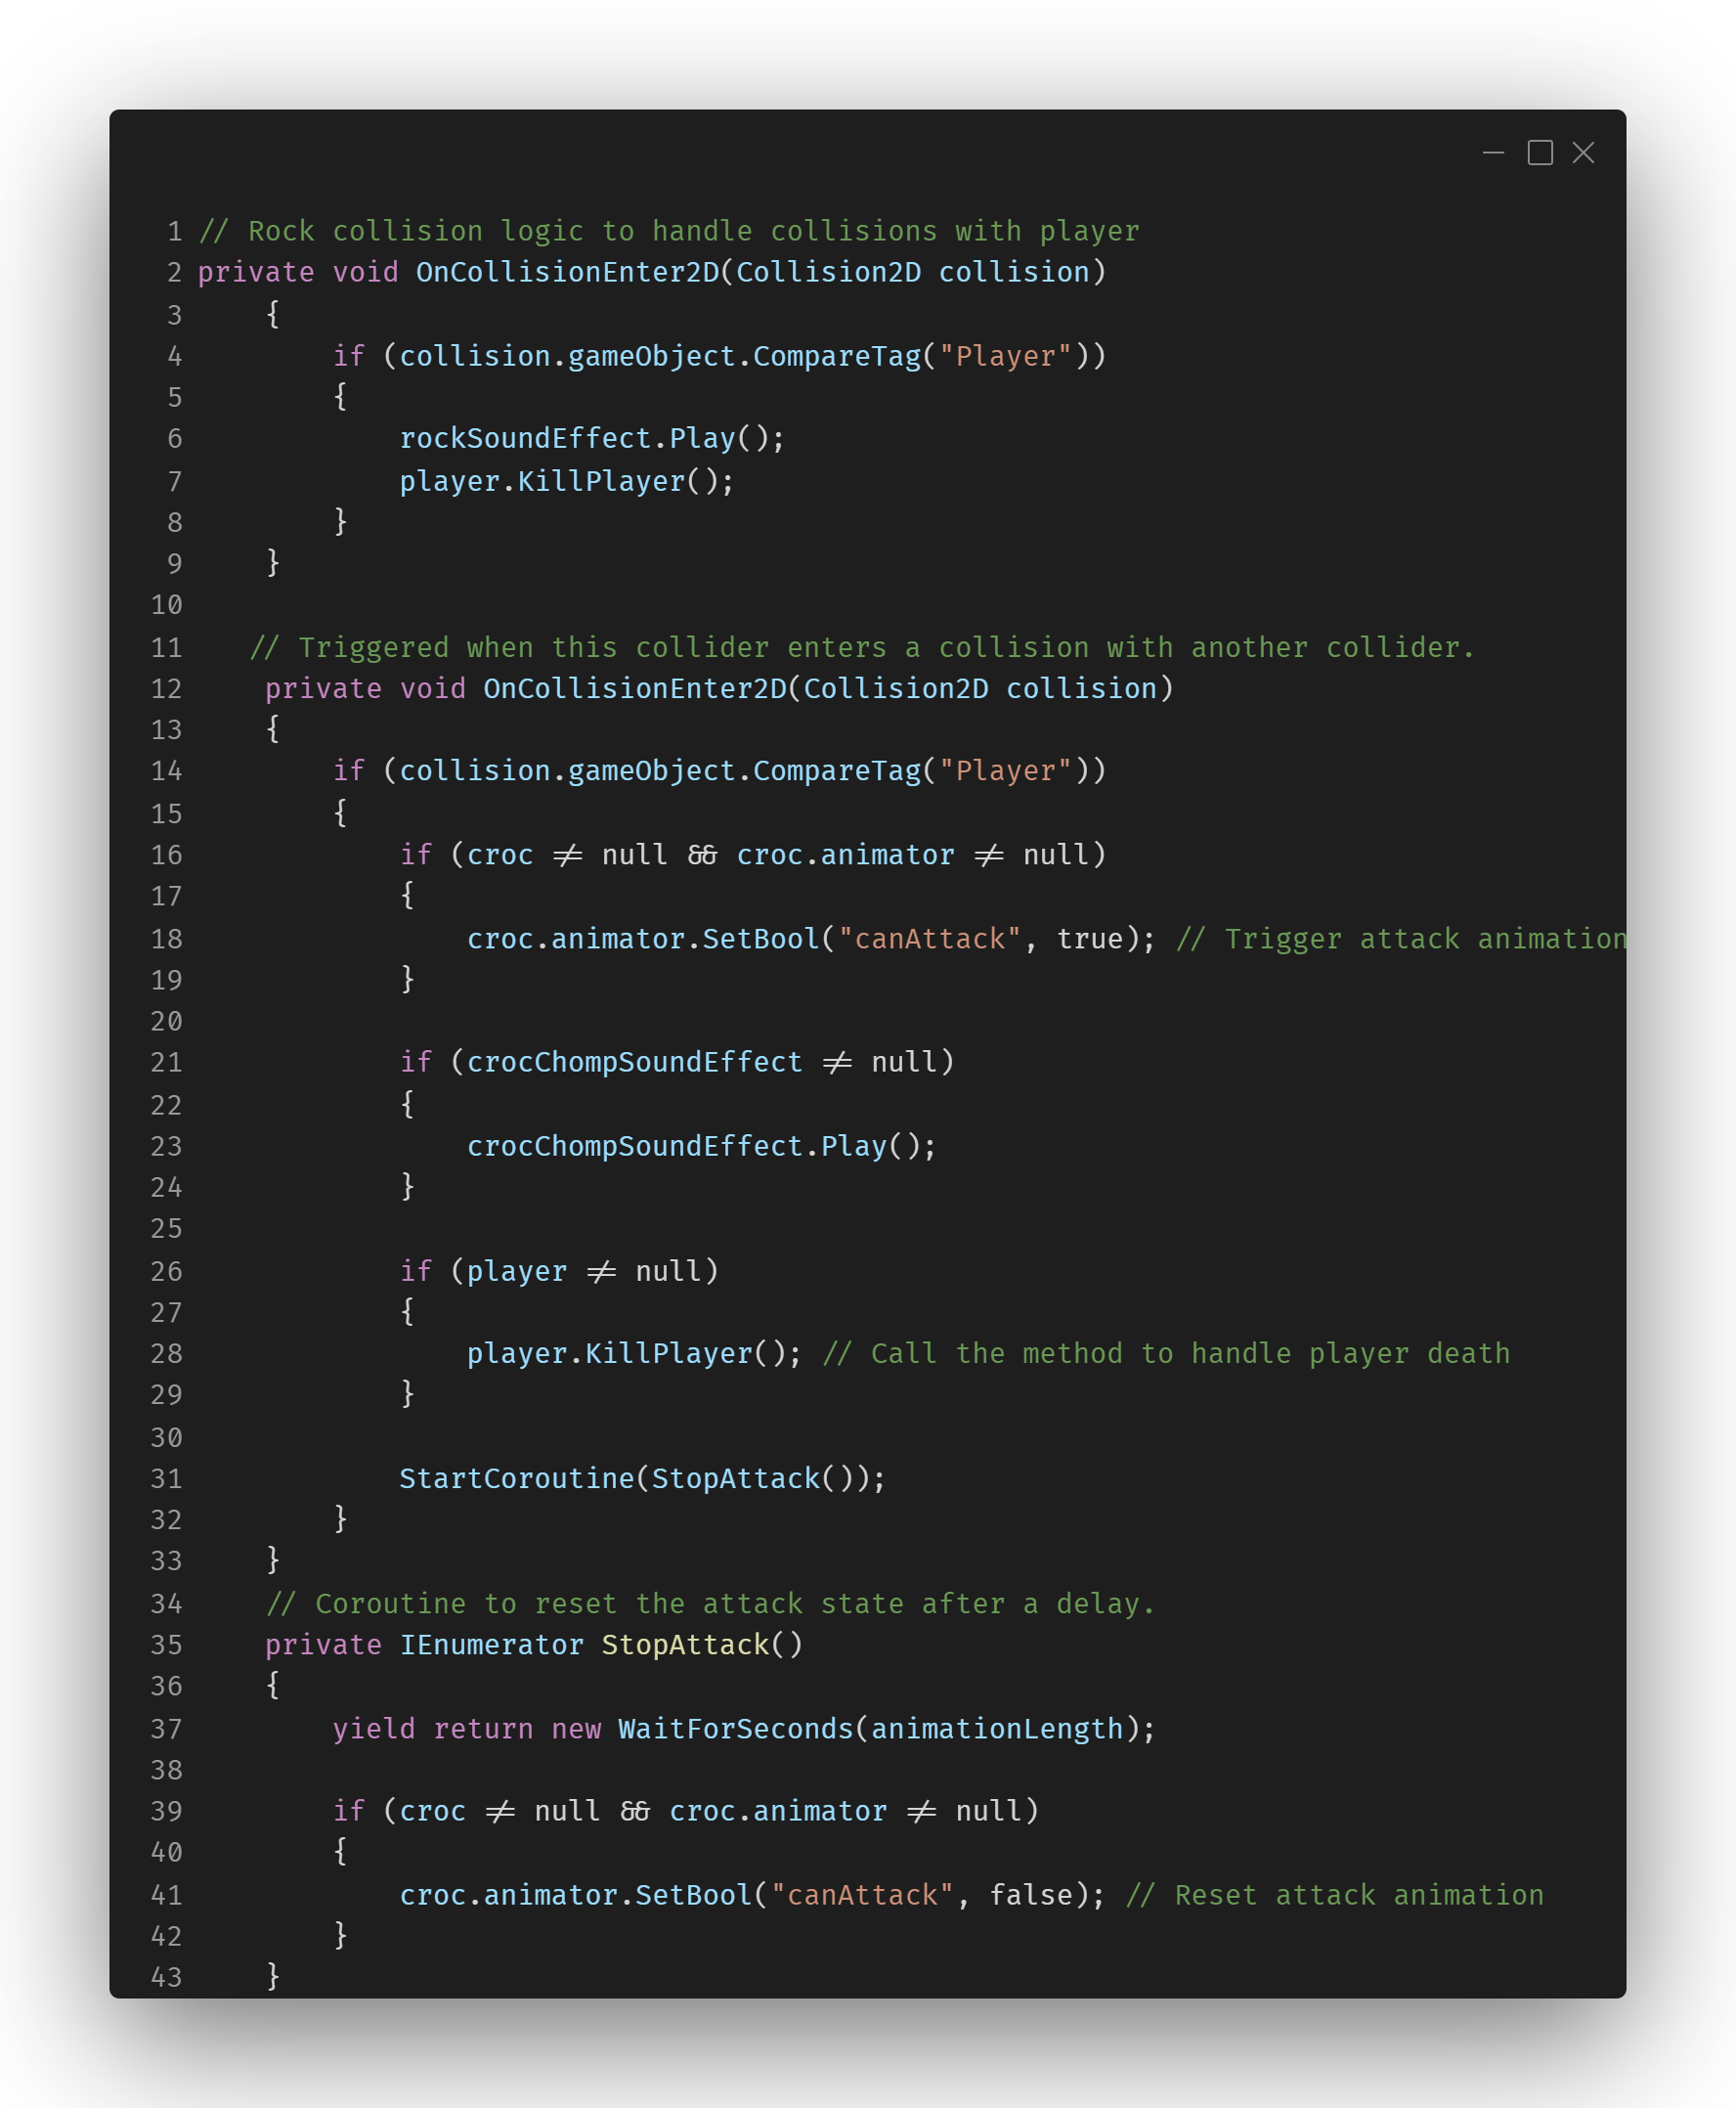 1 // Rock collision logic to handle collisions with player
2 private void OnCollisionEnter2D(Collision2D collision)
3     {
4         if (collision.gameObject.CompareTag("Player"))
5         {
6             rockSoundEffect.Play();
7             player.KillPlayer();
8         }
9     }
10
11    // Triggered when this collider enters a collision with another collider.
12     private void OnCollisionEnter2D(Collision2D collision)
13     {
14         if (collision.gameObject.CompareTag("Player"))
15         {
16             if (croc != null && croc.animator != null)
17             {
18                 croc.animator.SetBool("canAttack", true); // Trigger attack animation
19             }
20
21             if (crocChompSoundEffect != null)
22             {
23                 crocChompSoundEffect.Play();
24             }
25
26             if (player != null)
27             {
28                 player.KillPlayer(); // Call the method to handle player death
29             }
30
31             StartCoroutine(StopAttack());
32         }
33     }
34     // Coroutine to reset the attack state after a delay.
35     private IEnumerator StopAttack()
36     {
37         yield return new WaitForSeconds(animationLength);
38
39         if (croc != null && croc.animator != null)
40         {
41             croc.animator.SetBool("canAttack", false); // Reset attack animation
42         }
43     }